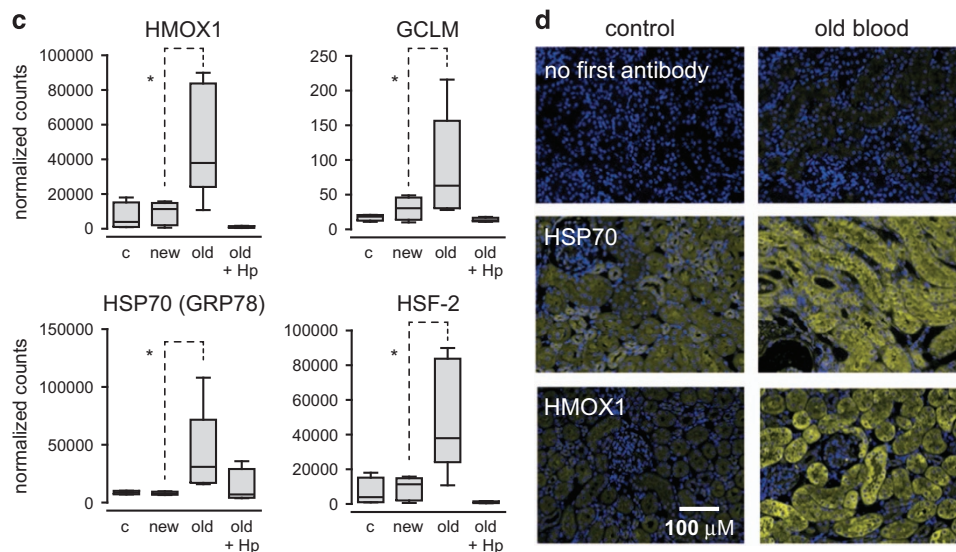 c
HMOX1
normalized counts
100000
80000
60000
40000
20000
0
c new old old
+ Hp
GCLM
250
200
150
100
50
0
*
*
c new old old
+ Hp
HSP70 (GRP78)
normalized counts
150000
100000
50000
0
*
c new old old
+ Hp
HSF-2
100000
80000
60000
40000
20000
0
*
c new old old
+ Hp
d
control old blood
no first antibody
HSP70
HMOX1
100 µM